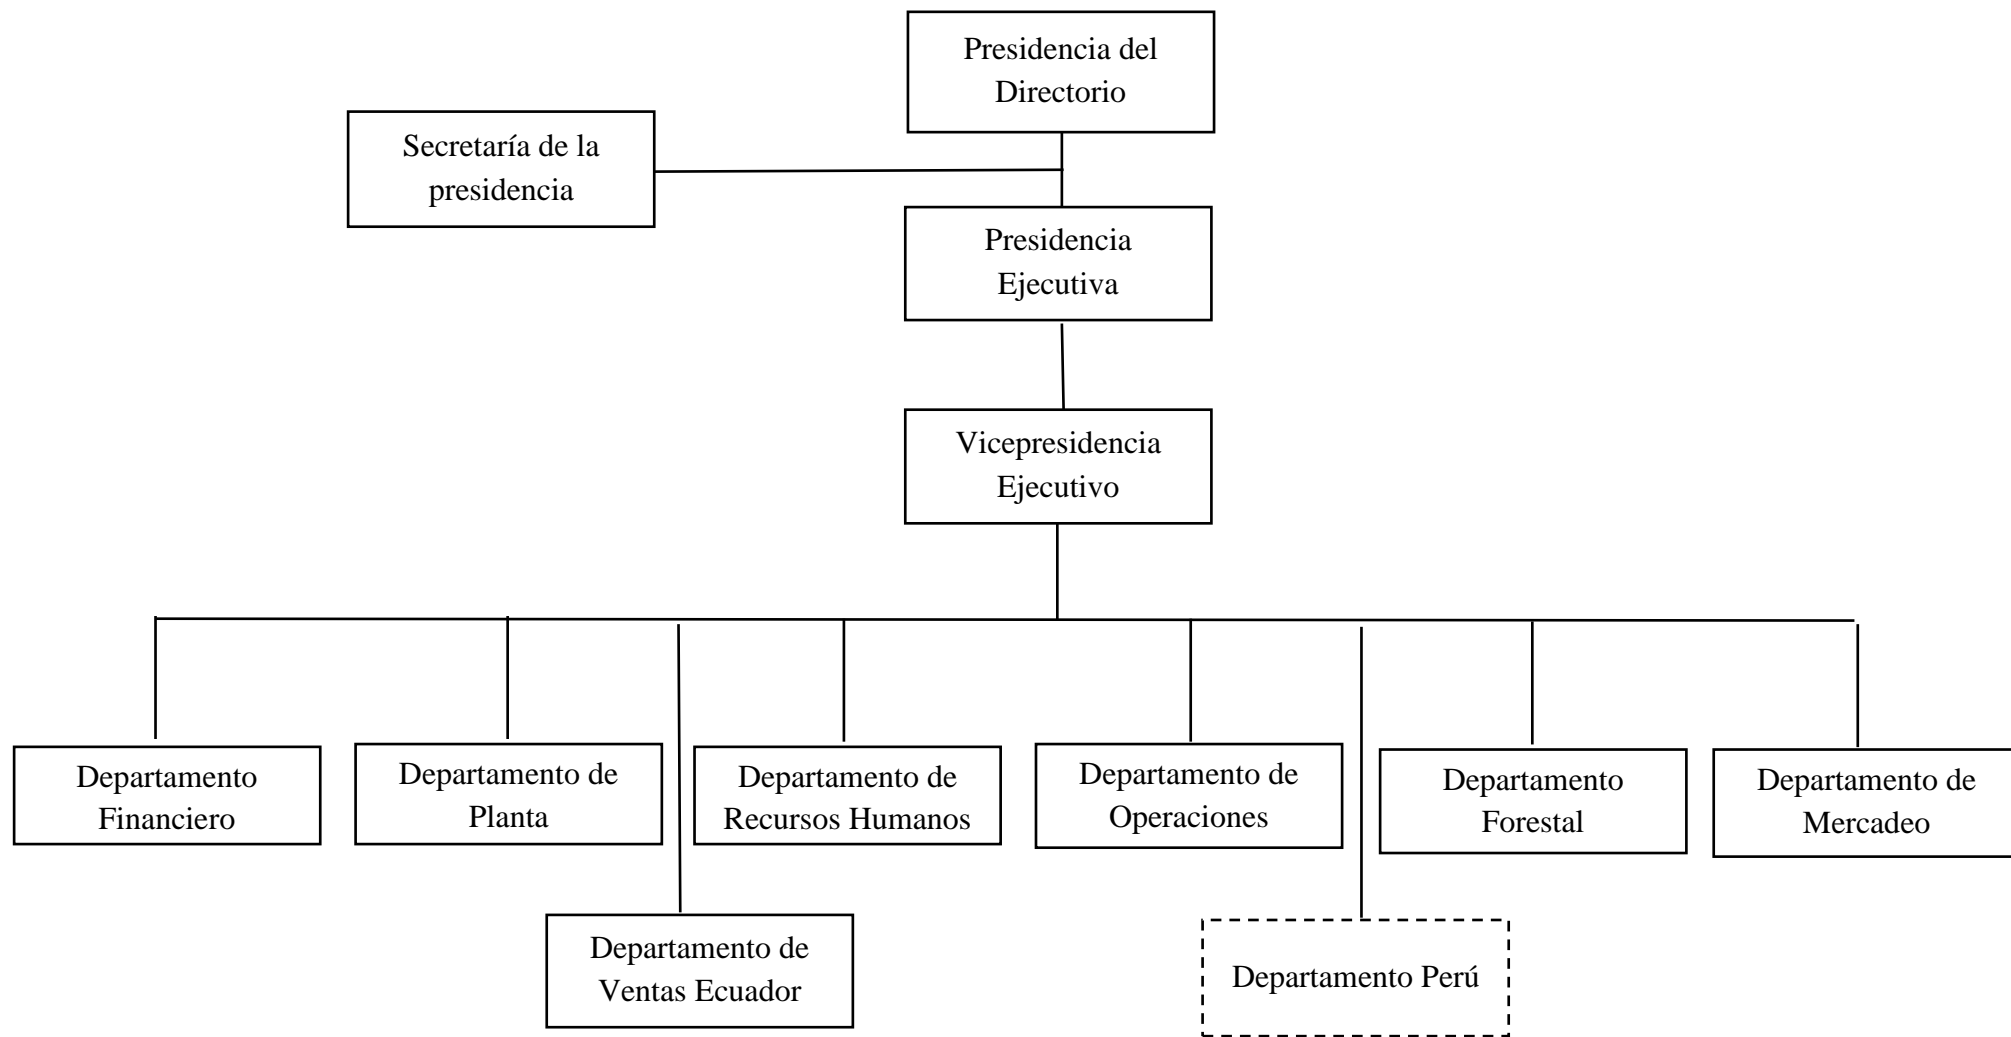 Presidencia del
Directorio
Secretaría de la
presidencia
Presidencia
Ejecutiva
Vicepresidencia
Ejecutivo
Departamento
Financiero
Departamento de
Planta
Departamento de
Recursos Humanos
Departamento de
Operaciones
Departamento
Forestal
Departamento de
Mercadeo
Departamento de
Ventas Ecuador
Departamento Perú